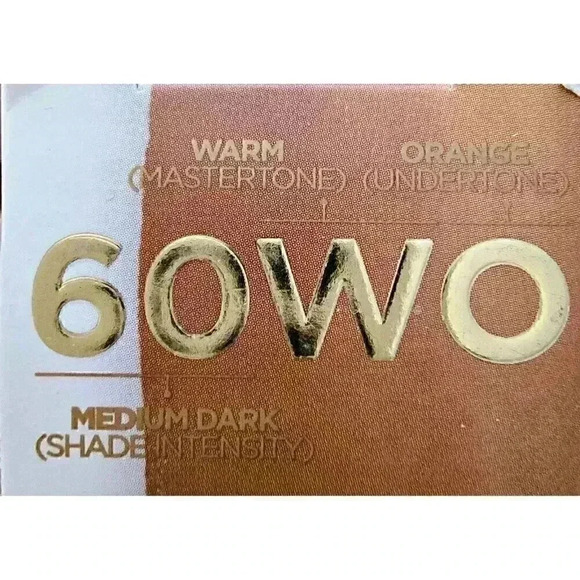 WARM ORANGE
(MASTERTONE) (UNDERTONE)
60WO
MEDIUM DARK
(SHADE INTENSITY)